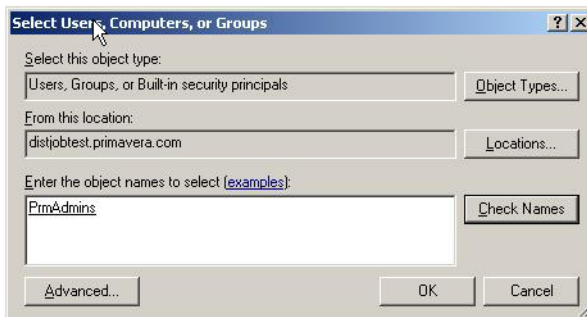 Select Users, Computers, or Groups
Select this object type:
Users, Groups, or Built-in security principals
Object Types...
From this location:
distjobtest.primavera.com
Locations...
Enter the object names to select (examples):
PrmAdmins
Check Names
Advanced...
OK
Cancel